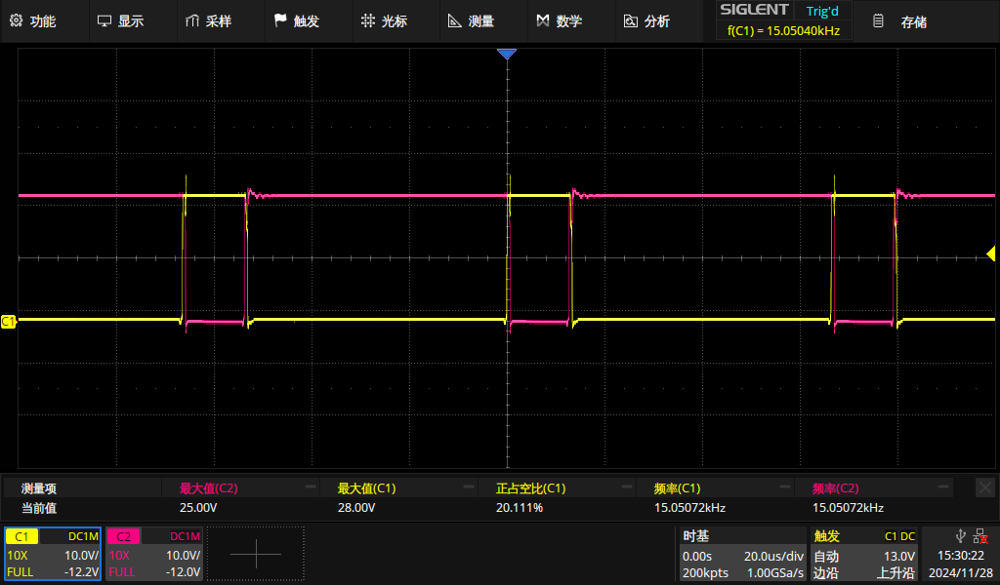 功能 显示 采样 触发 光标 测量 数学 分析 SIGLENT Trig'd 存储
f(C1) = 15.05040kHz
C1
测量项 最大值(C2) 最大值(C1) 正占空比(C1) 频率(C1) 频率(C2)
当前值 25.00V 28.00V 20.111% 15.05072kHz 15.05072kHz
C1 DC1M C2 DC1M 时基 触发 C1 DC
10X 10.0V/ 10X 10.0V/ 0.00s 20.0us/div 自动 13.0V 15:30:22
FULL -12.2V FULL -12.0V 200kpts 1.00GSa/s 边沿 上升沿 2024/11/28